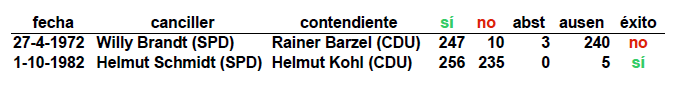 fecha canciller contendiente sí no abst ausen éxito
27-4-1972 Willy Brandt (SPD) Rainer Barzel (CDU) 247 10 3 240 no
1-10-1982 Helmut Schmidt (SPD) Helmut Kohl (CDU) 256 235 0 5 sí